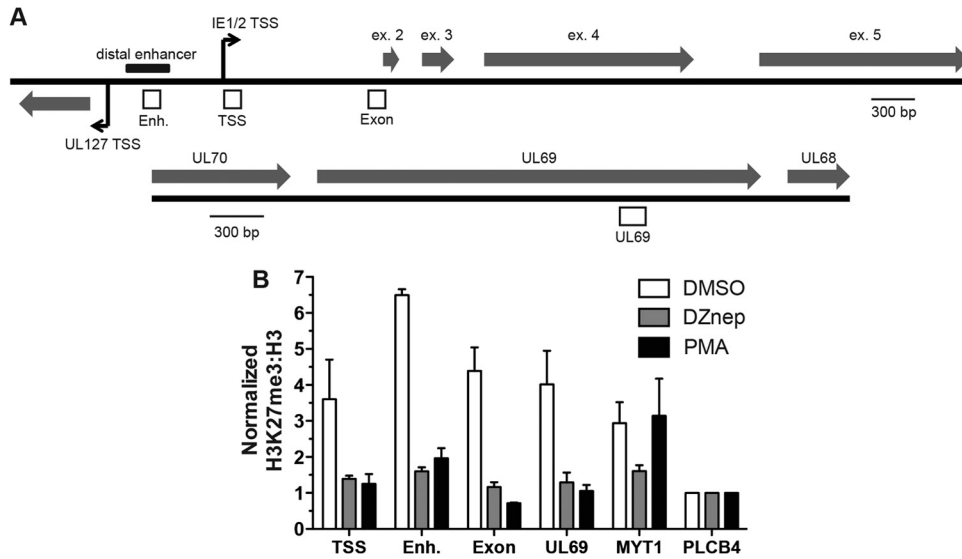 A
IE1/2 TSS
distal enhancer
ex. 2
ex. 3
ex. 4
ex. 5
Enh.
TSS
Exon
300 bp
UL127 TSS
UL70
UL69
UL68
300 bp
UL69
B
Normalized
H3K27me3:H3
7
6
5
4
3
2
1
0
DMSO
DZnep
PMA
TSS
Enh.
Exon
UL69
MYT1
PLCB4